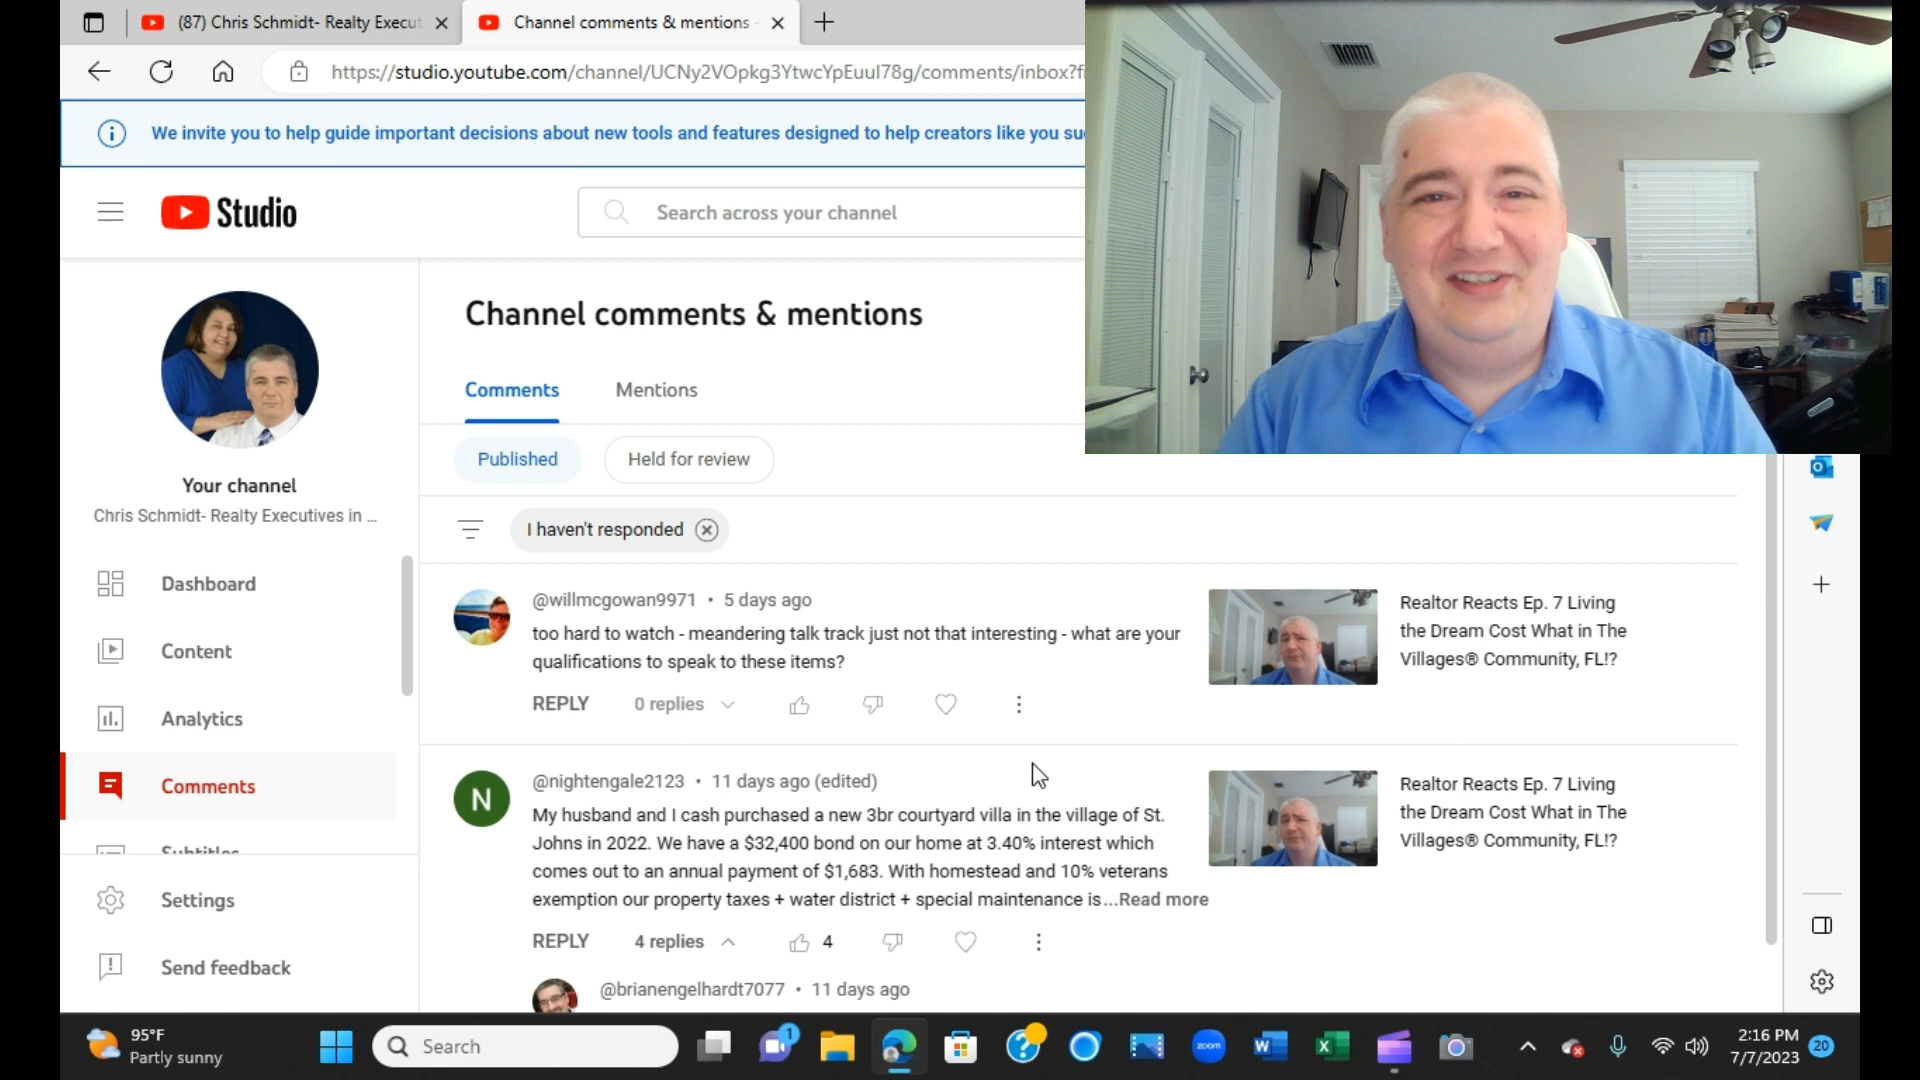 (87) Chris Schmidt- Realty Execut
Channel comments & mentions
https://studio.youtube.com/channel/UCNy2VOpkg3YtwcYpEuuI78g/comments/inbox?fi
We invite you to help guide important decisions about new tools and features designed to help creators like you su
Studio
Search across your channel
Your channel
Chris Schmidt- Realty Executives in ...
Dashboard
Content
Analytics
Comments
Subtitles
Settings
Send feedback
Channel comments & mentions
Comments
Mentions
Published
Held for review
I haven't responded
@willmcgowan9971 • 5 days ago
too hard to watch - meandering talk track just not that interesting - what are your
qualifications to speak to these items?
REPLY
0 replies
Realtor Reacts Ep. 7 Living
the Dream Cost What in The
Villages® Community, FL!?
N
@nightengale2123 • 11 days ago (edited)
My husband and I cash purchased a new 3br courtyard villa in the village of St.
Johns in 2022. We have a $32,400 bond on our home at 3.40% interest which
comes out to an annual payment of $1,683. With homestead and 10% veterans
exemption our property taxes + water district + special maintenance is ...Read more
REPLY
4 replies
4
Realtor Reacts Ep. 7 Living
the Dream Cost What in The
Villages® Community, FL!?
@brianengelhardt7077 • 11 days ago
95°F
Partly sunny
Search
1
zoom
W
X
2:16 PM
7/7/2023
20